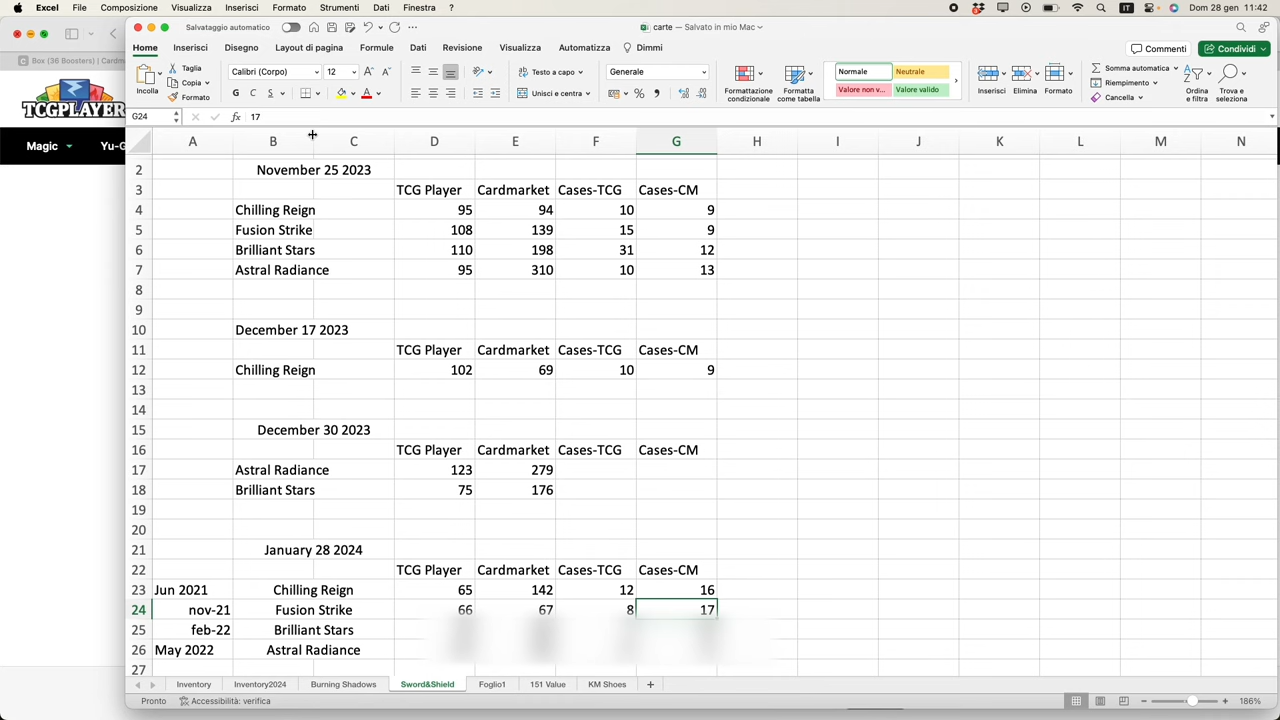 Excel File Composizione Visualizza Inserisci Formato Strumenti Dati Finestra ? IT Dom 28 gen 11:42
Salvataggio automatico carte — Salvato in mio Mac
Home Inserisci Disegno Layout di pagina Formule Dati Revisione Visualizza Automatizza Dimmi Commenti Condividi
Box (36 Boosters) | Cardm
TCGPLAYER
Magic Yu-G
Incolla Taglia Copia Formato
Calibri (Corpo) 12 A A
G C S A
Testo a capo
Unisci e centra
Generale
%
Formattazione condizionale
Formatta come tabella
Normale Neutrale
Valore non v... Valore valido
Inserisci Elimina Formato
Somma automatica
Riempimento
Cancella
Ordina e filtra
Trova e seleziona
G24 fx 17
A B C D E F G H I J K L M N
2 November 25 2023
3 TCG Player Cardmarket Cases-TCG Cases-CM
4 Chilling Reign 95 94 10 9
5 Fusion Strike 108 139 15 9
6 Brilliant Stars 110 198 31 12
7 Astral Radiance 95 310 10 13
8
9
10 December 17 2023
11 TCG Player Cardmarket Cases-TCG Cases-CM
12 Chilling Reign 102 69 10 9
13
14
15 December 30 2023
16 TCG Player Cardmarket Cases-TCG Cases-CM
17 Astral Radiance 123 279
18 Brilliant Stars 75 176
19
20
21 January 28 2024
22 TCG Player Cardmarket Cases-TCG Cases-CM
23 Jun 2021 Chilling Reign 65 142 12 16
24 nov-21 Fusion Strike 66 67 8 17
25 feb-22 Brilliant Stars
26 May 2022 Astral Radiance
27
Inventory Inventory2024 Burning Shadows Sword&Shield Foglio1 151 Value KM Shoes
Pronto Accessibilità: verifica 186%